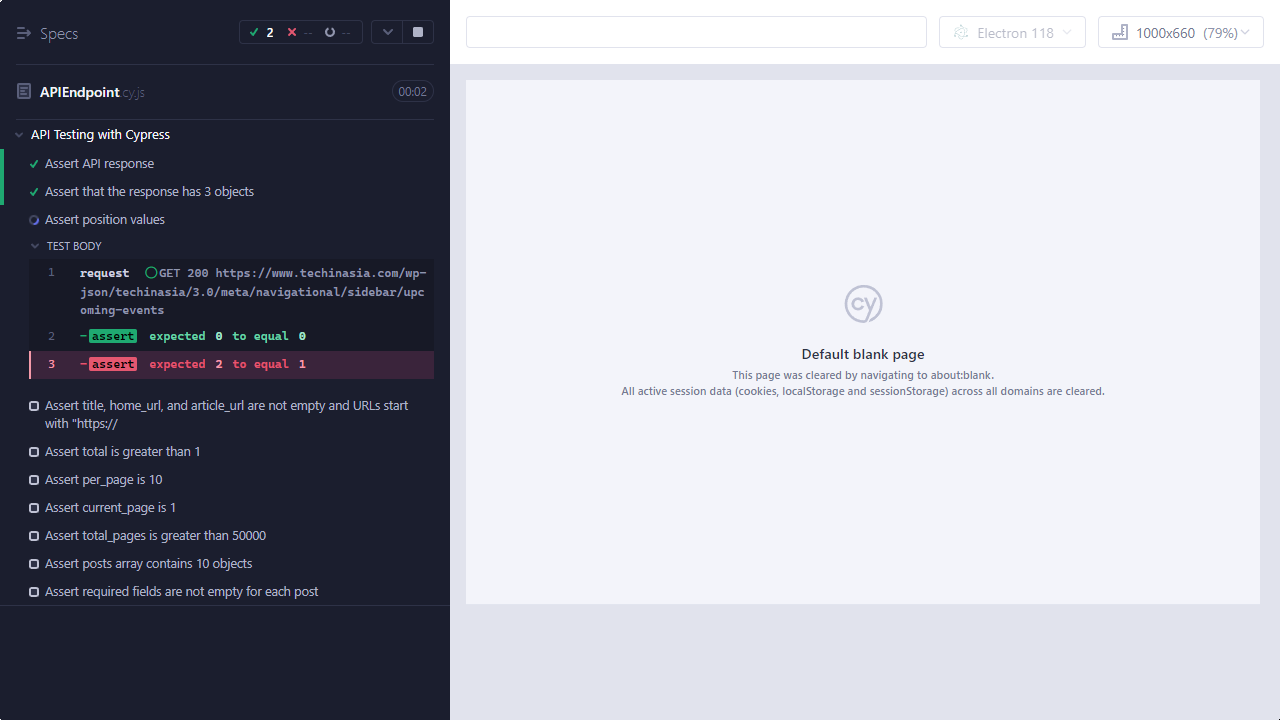 Specs
2
--
--
APIEndpoint.cy.js
00:02
API Testing with Cypress
Assert API response
Assert that the response has 3 objects
Assert position values
TEST BODY
1 request GET 200 https://www.techinasia.com/wp-
json/techinasia/3.0/meta/navigational/sidebar/upc
oming-events
2 -assert expected 0 to equal 0
3 -assert expected 2 to equal 1
Assert title, home_url, and article_url are not empty and URLs start
with "https://
Assert total is greater than 1
Assert per_page is 10
Assert current_page is 1
Assert total_pages is greater than 50000
Assert posts array contains 10 objects
Assert required fields are not empty for each post
Electron 118
1000x660 (79%)
cy
Default blank page
This page was cleared by navigating to about:blank.
All active session data (cookies, localStorage and sessionStorage) across all domains are cleared.